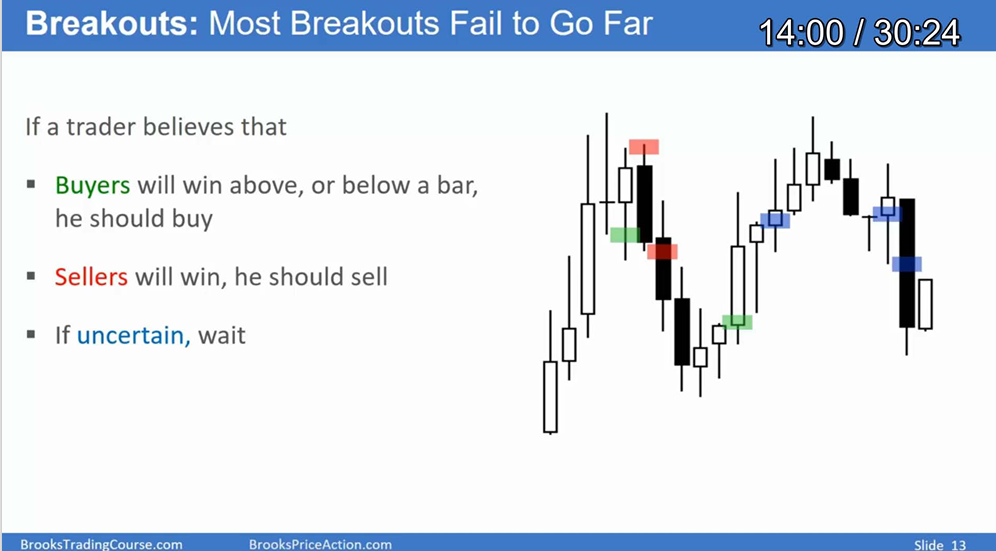 Breakouts: Most Breakouts Fail to Go Far
14:00 / 30:24
If a trader believes that
▪ Buyers will win above, or below a bar,
he should buy
▪ Sellers will win, he should sell
▪ If uncertain, wait
BrooksTradingCourse.com
BrooksPriceAction.com
Slide 13